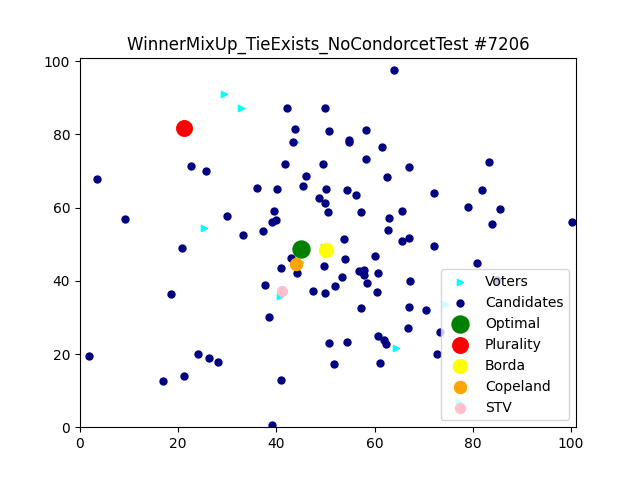 WinnerMixUp_TieExists_NoCondorcetTest #7206
100
80
60
40
20
0
0
20
40
60
80
100
Voters
Candidates
Optimal
Plurality
Borda
Copeland
STV